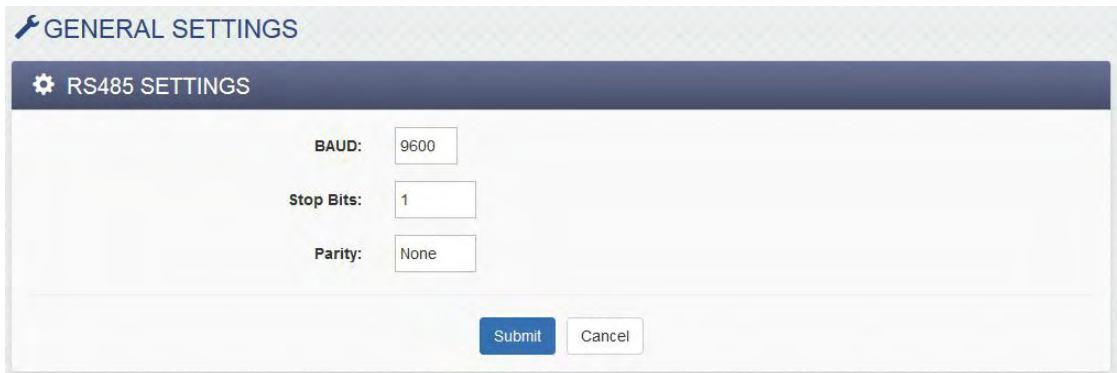 GENERAL SETTINGS
RS485 SETTINGS
BAUD: 9600
Stop Bits: 1
Parity: None
Submit Cancel